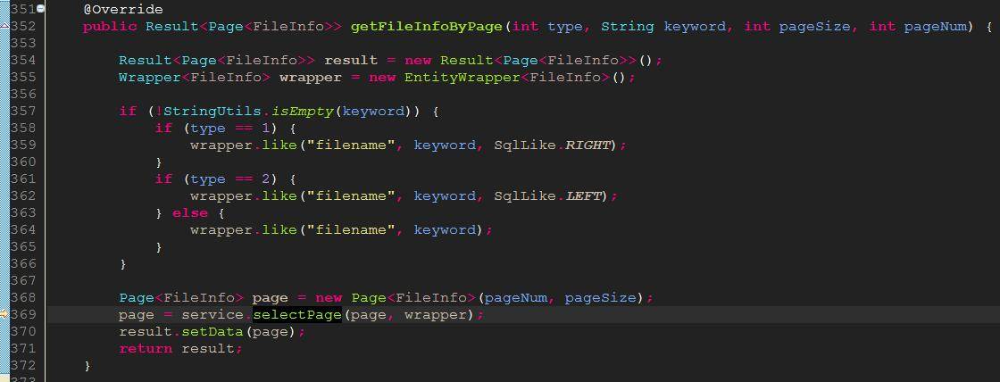 351 @Override
352 public Result<Page<FileInfo>> getFileInfoByPage(int type, String keyword, int pageSize, int pageNum) {
353
354 Result<Page<FileInfo>> result = new Result<Page<FileInfo>>();
355 Wrapper<FileInfo> wrapper = new EntityWrapper<FileInfo>();
356
357 if (!StringUtils.isEmpty(keyword)) {
358 if (type == 1) {
359 wrapper.like("filename", keyword, SqlLike.RIGHT);
360 }
361 if (type == 2) {
362 wrapper.like("filename", keyword, SqlLike.LEFT);
363 } else {
364 wrapper.like("filename", keyword);
365 }
366 }
367
368 Page<FileInfo> page = new Page<FileInfo>(pageNum, pageSize);
369 page = service.selectPage(page, wrapper);
370 result.setData(page);
371 return result;
372 }
373